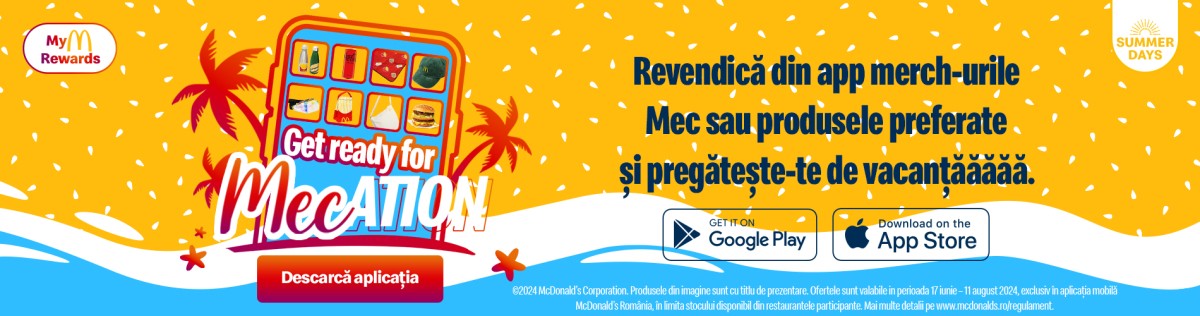 My
Rewards
SUMMER
DAYS
Get ready for
MecATION
Descarcă aplicația
Revendică din app merch-urile
Mec sau produsele preferate
și pregătește-te de vacanțăăăăă.
GET IT ON
Google Play
Download on the
App Store
©2024 McDonald's Corporation. Produsele din imagine sunt cu titlu de prezentare. Ofertele sunt valabile in perioada 17 iunie – 11 august 2024, exclusiv in aplicația mobilă
McDonald's România, în limita stocului disponibil din restaurantele participante. Mai multe detalii pe www.mcdonalds.ro/regulament.